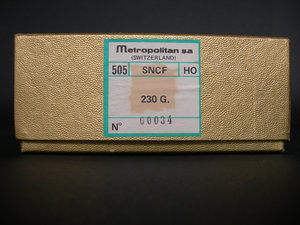 Metropolitan sa
(SWITZERLAND)
505 SNCF HO
230 G.
N° 00034